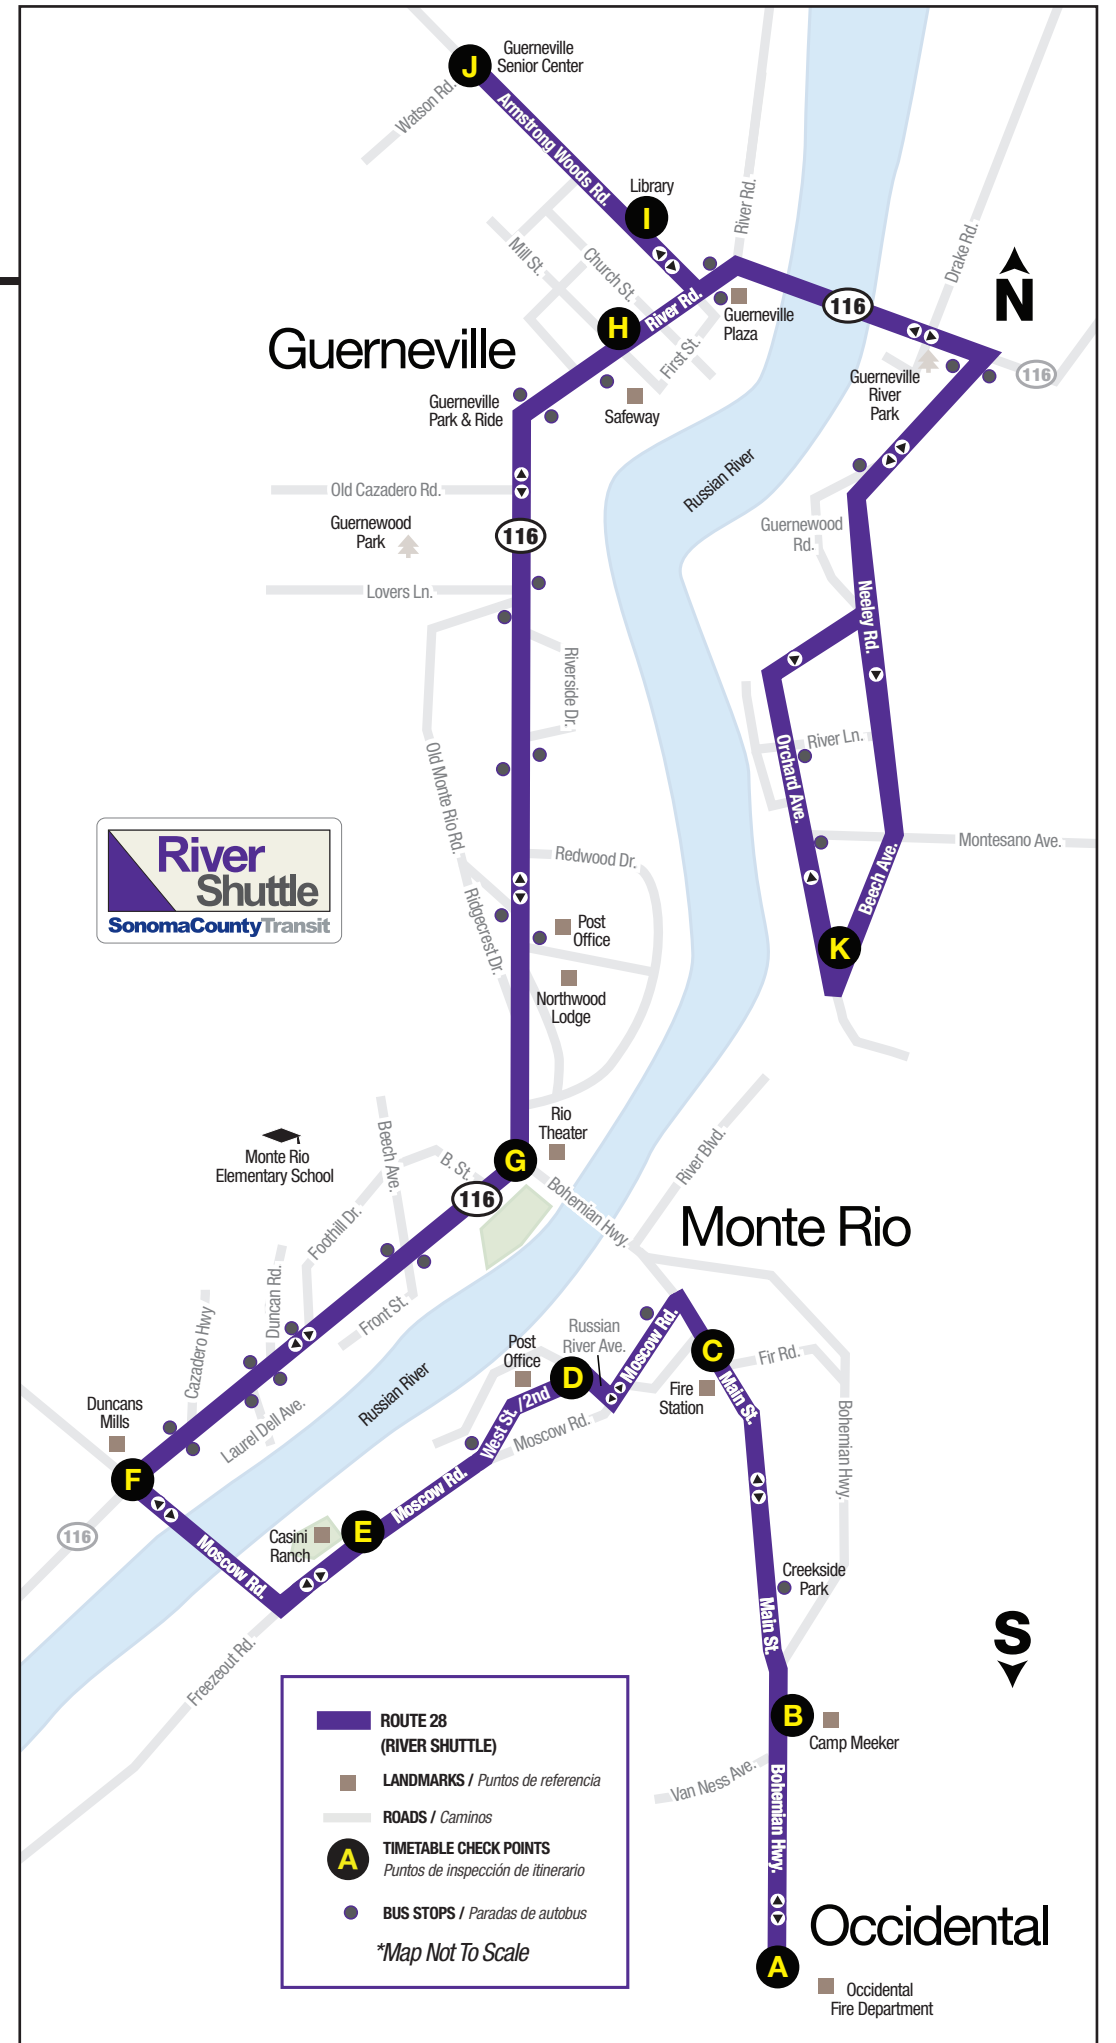 J
Guerneville
Senior Center
Watson Rd.
Armstrong Woods Rd.
Library
I
River Rd.
Drake Rd.
N
Mill St.
Church St.
H
River Rd.
Guerneville
Plaza
116
First St.
Guerneville
116
Guerneville
River
Park
Guerneville
Park & Ride
Safeway
Russian River
Old Cazadero Rd.
Guernewood
Park
116
Guernewood
Rd.
Lovers Ln.
Neeley Rd.
Riverside Dr.
Old Monte Rio Rd.
River Ln.
Orchard Ave.
River
Shuttle
SonomaCountyTransit
Redwood Dr.
Montesano Ave.
Beech Ave.
Ridgecrest Dr.
Post
Office
K
Northwood
Lodge
Rio
Theater
Monte Rio
Elementary School
Beech Ave.
B. St.
G
116
Bohemian Hwy.
River Blvd.
Monte Rio
Foothill Dr.
Duncan Rd.
Cazadero Hwy
Front St.
Russian
River Ave.
Moscow Rd.
Post
Office
D
C
Fir Rd.
Fire
Station
Main St.
Russian River
Duncans
Mills
Laurel Dell Ave.
West St. /2nd
Moscow Rd.
Bohemian Hwy.
F
116
Moscow Rd.
Casini
Ranch
E
Moscow Rd.
Creekside
Park
Main St.
Freezeout Rd.
S
B
Camp Meeker
Van Ness Ave.
Bohemian Hwy.
ROUTE 28
(RIVER SHUTTLE)
LANDMARKS / Puntos de referencia
ROADS / Caminos
A
TIMETABLE CHECK POINTS
Puntos de inspección de itinerario
BUS STOPS / Paradas de autobus
*Map Not To Scale
Occidental
A
Occidental
Fire Department